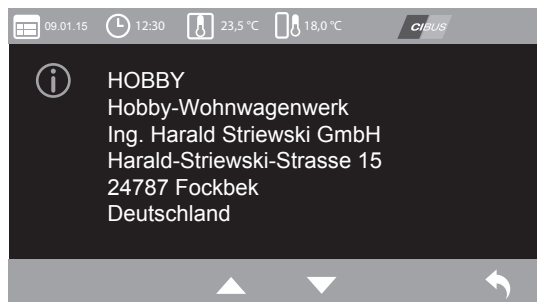 09.01.15 12:30 23,5 °C 18,0 °C CIBUS
HOBBY
Hobby-Wohnwagenwerk
Ing. Harald Striewski GmbH
Harald-Striewski-Strasse 15
24787 Fockbek
Deutschland